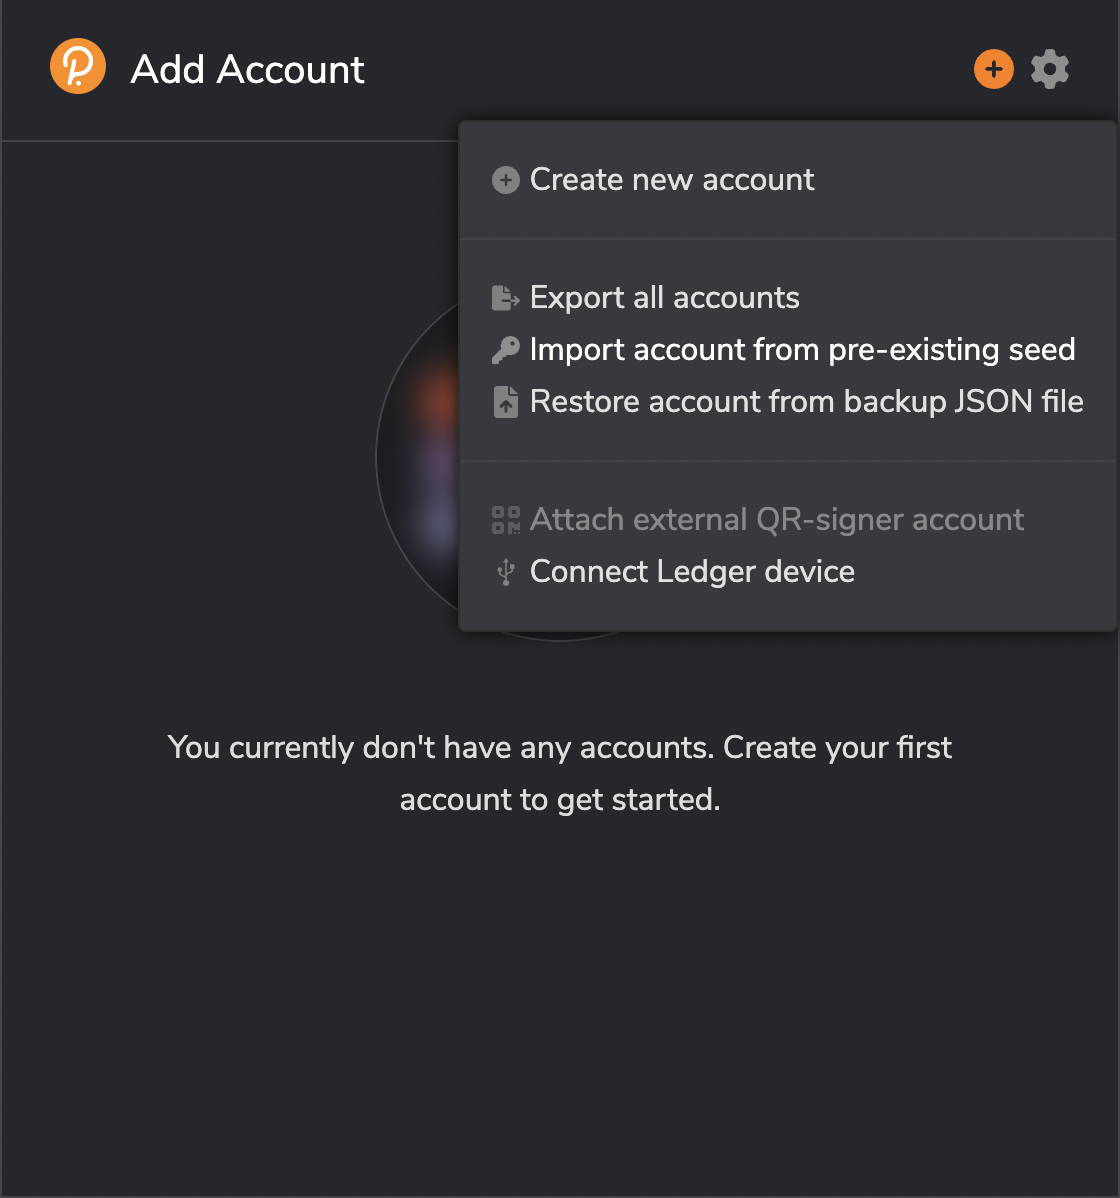 Add Account
Create new account
Export all accounts
Import account from pre-existing seed
Restore account from backup JSON file
Attach external QR-signer account
Connect Ledger device
You currently don't have any accounts. Create your first
account to get started.